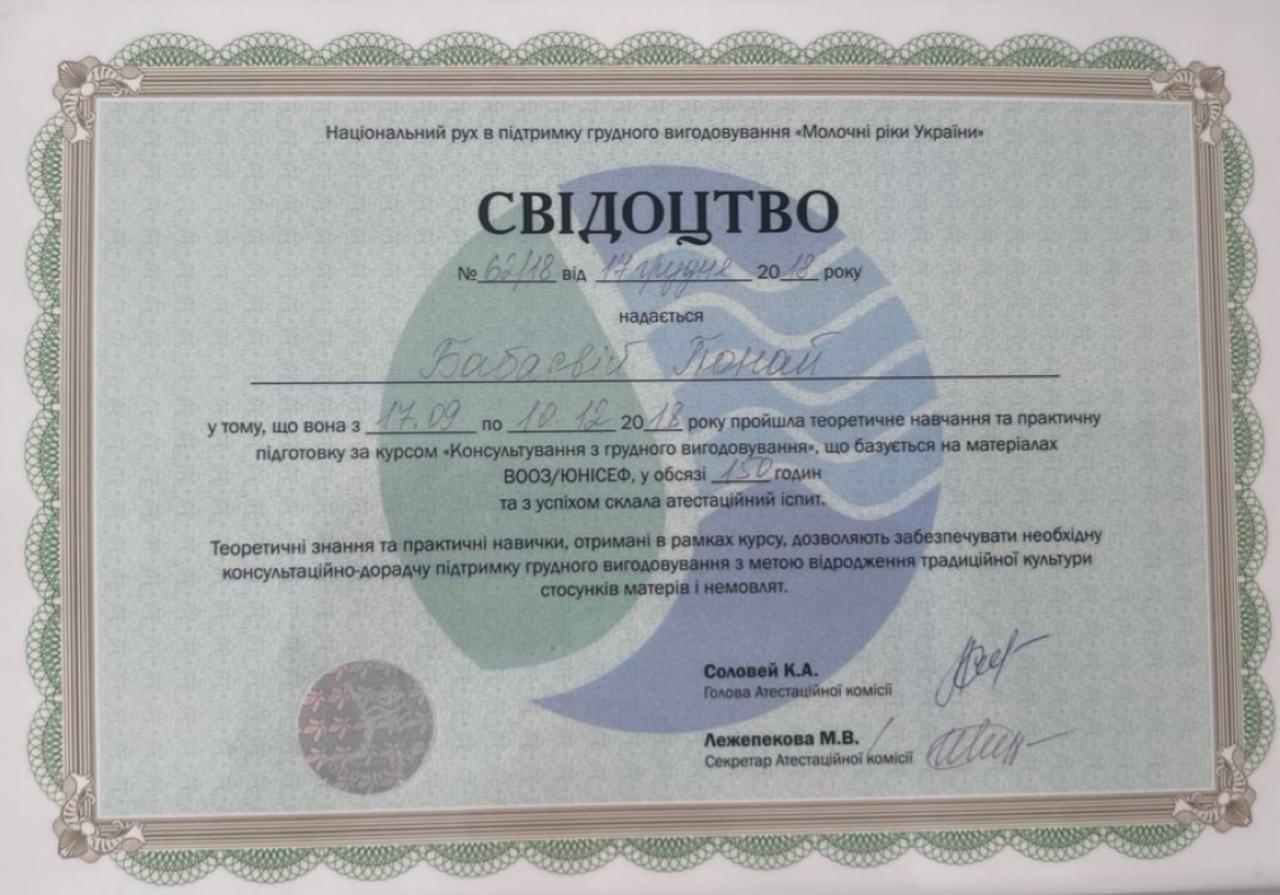 Національний рух в підтримку грудного вигодовування «Молочні ріки України»
СВІДОЦТВО
№ 62/18 від 17 грудня 2018 року
надається
у тому, що вона з 17.09 по 10.12 2018 року пройшла теоретичне навчання та практичну
підготовку за курсом «Консультування з грудного вигодовування», що базується на матеріалах
ВООЗ/ЮНІСЕФ, у обсязі 150 годин
та з успіхом склала атестаційний іспит.
Теоретичні знання та практичні навички, отримані в рамках курсу, дозволяють забезпечувати необхідну
консультаційно-дорадчу підтримку грудного вигодовування з метою відродження традиційної культури
стосунків матерів і немовлят.
Соловей К.А.
Голова Атестаційної комісії
Лежепекова М.В.
Секретар Атестаційної комісії